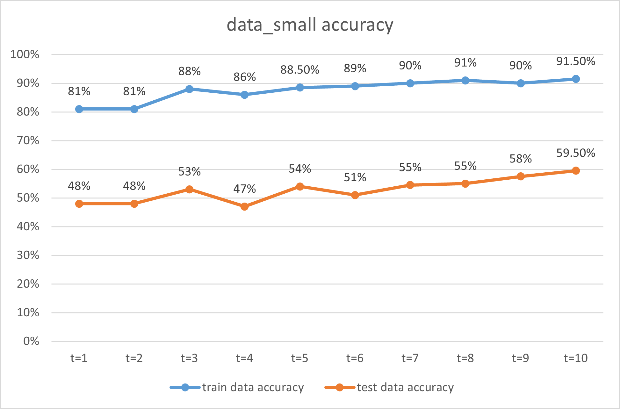 data_small accuracy
100%
90%
80%
70%
60%
50%
40%
30%
20%
10%
0%
81% 81% 88% 86% 88.50% 89% 90% 91% 90% 91.50%
48% 48% 53% 47% 54% 51% 55% 55% 58% 59.50%
t=1 t=2 t=3 t=4 t=5 t=6 t=7 t=8 t=9 t=10
train data accuracy test data accuracy